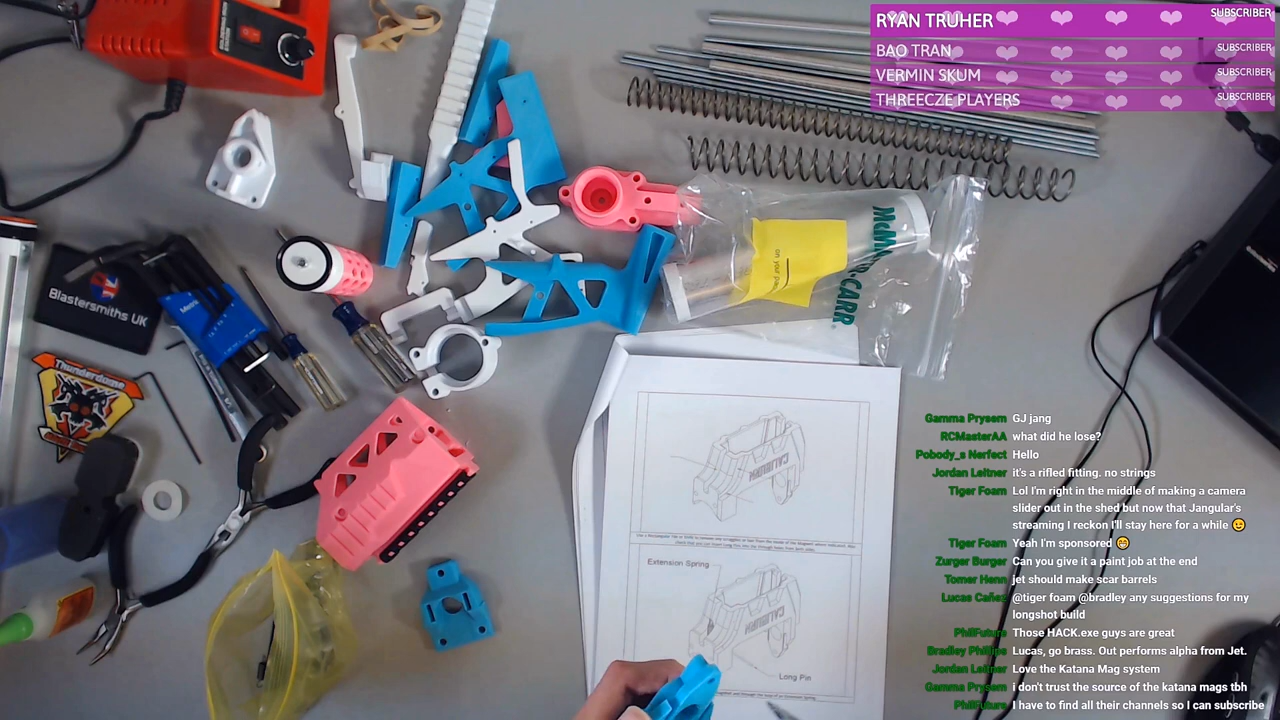 RYAN TRUHER SUBSCRIBER
BAO TRAN SUBSCRIBER
VERMIN SKUM SUBSCRIBER
THREECZE PLAYERS SUBSCRIBER
McMASTER-CARR
on your
Blastersmiths UK
Thunderdome
CALIBURN
Extension Spring
CALIBURN
Long Pin
Gamma Prysem GJ jang
RCMasterAA what did he lose?
Pobody_s Nerfect Hello
Jordan Leitner it's a rifled fitting. no strings
Tiger Foam Lol I'm right in the middle of making a camera
slider out in the shed but now that Jangular's
streaming I reckon I'll stay here for a while 😉
Tiger Foam Yeah I'm sponsored 😁
Zurger Burger Can you give it a paint job at the end
Tomer Henn jet should make scar barrels
Lucas Cañez @tiger foam @bradley any suggestions for my
longshot build
PhilFuture Those HACK.exe guys are great
Bradley Phillips Lucas, go brass. Out performs alpha from Jet.
Jordan Leitner Love the Katana Mag system
Gamma Prysem i don't trust the source of the katana mags tbh
PhilFuture I have to find all their channels so I can subscribe